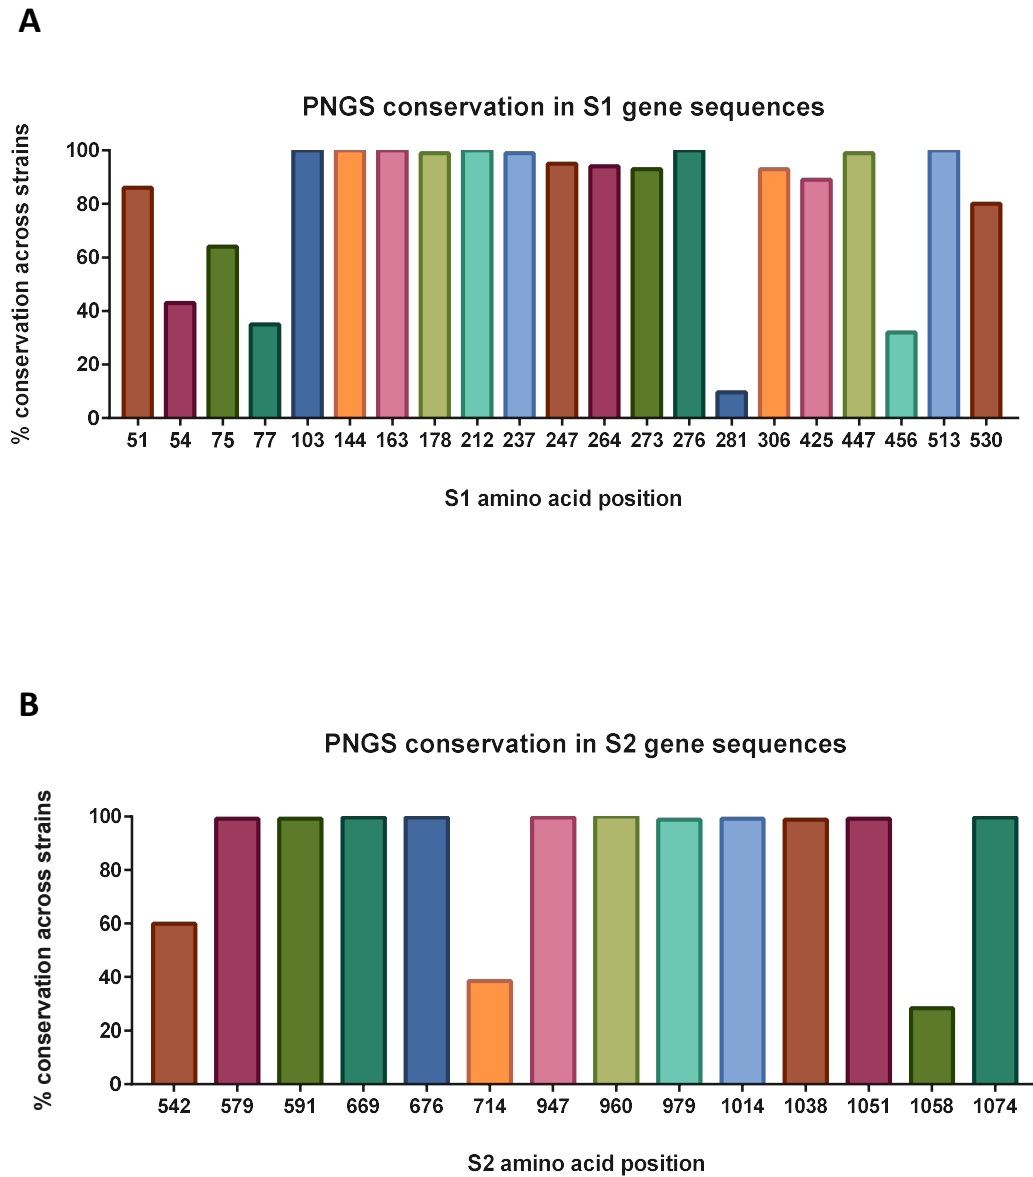 A
PNGS conservation in S1 gene sequences
% conservation across strains
100
80
60
40
20
0
51 54 75 77 103 144 163 178 212 237 247 264 273 276 281 306 425 447 456 513 530
S1 amino acid position
B
PNGS conservation in S2 gene sequences
% conservation across strains
100
80
60
40
20
0
542 579 591 669 676 714 947 960 979 1014 1038 1051 1058 1074
S2 amino acid position